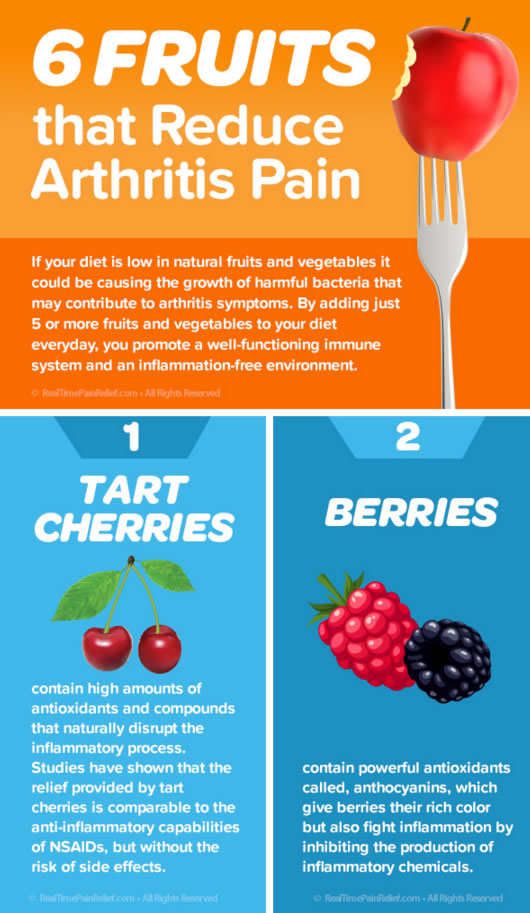 6 FRUITS
that Reduce
Arthritis Pain
If your diet is low in natural fruits and vegetables it
could be causing the growth of harmful bacteria that
may contribute to arthritis symptoms. By adding just
5 or more fruits and vegetables to your diet
everyday, you promote a well-functioning immune
system and an inflammation-free environment.
© RealTimePainRelief.com • All Rights Reserved
1
TART
CHERRIES
contain high amounts of
antioxidants and compounds
that naturally disrupt the
inflammatory process.
Studies have shown that the
relief provided by tart
cherries is comparable to the
anti-inflammatory capabilities
of NSAIDs, but without the
risk of side effects.
© RealTimePainRelief.com • All Rights Reserved
2
BERRIES
contain powerful antioxidants
called, anthocyanins, which
give berries their rich color
but also fight inflammation by
inhibiting the production of
inflammatory chemicals.
© RealTimePainRelief.com • All Rights Reserved